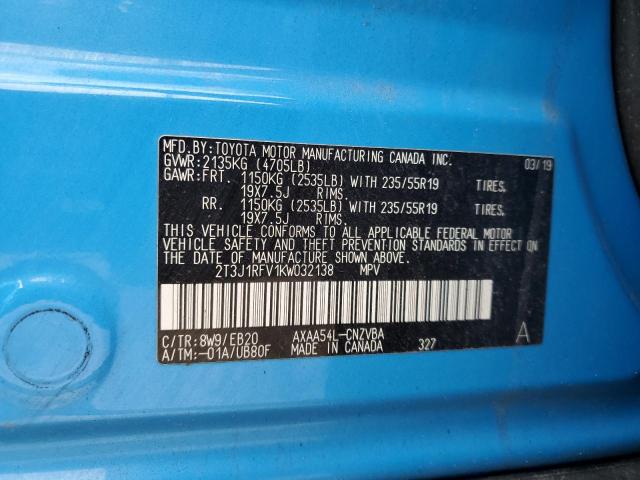 MFD. BY: TOYOTA MOTOR MANUFACTURING CANADA INC. 03/19
GVWR: 2135KG (4705LB)
GAWR: FRT. 1150KG (2535LB) WITH 235/55R19 TIRES.
19X7.5J RIMS.
RR. 1150KG (2535LB) WITH 235/55R19 TIRES.
19X7.5J RIMS.
THIS VEHICLE CONFORMS TO ALL APPLICABLE FEDERAL MOTOR
VEHICLE SAFETY AND THEFT PREVENTION STANDARDS IN EFFECT ON
THE DATE OF MANUFACTURE SHOWN ABOVE.
2T3J1RFV1KW032138 MPV
C/TR: 8W9/EB20 AXAA54L-CNZVBA A
A/TM: -01A/UB80F MADE IN CANADA 327